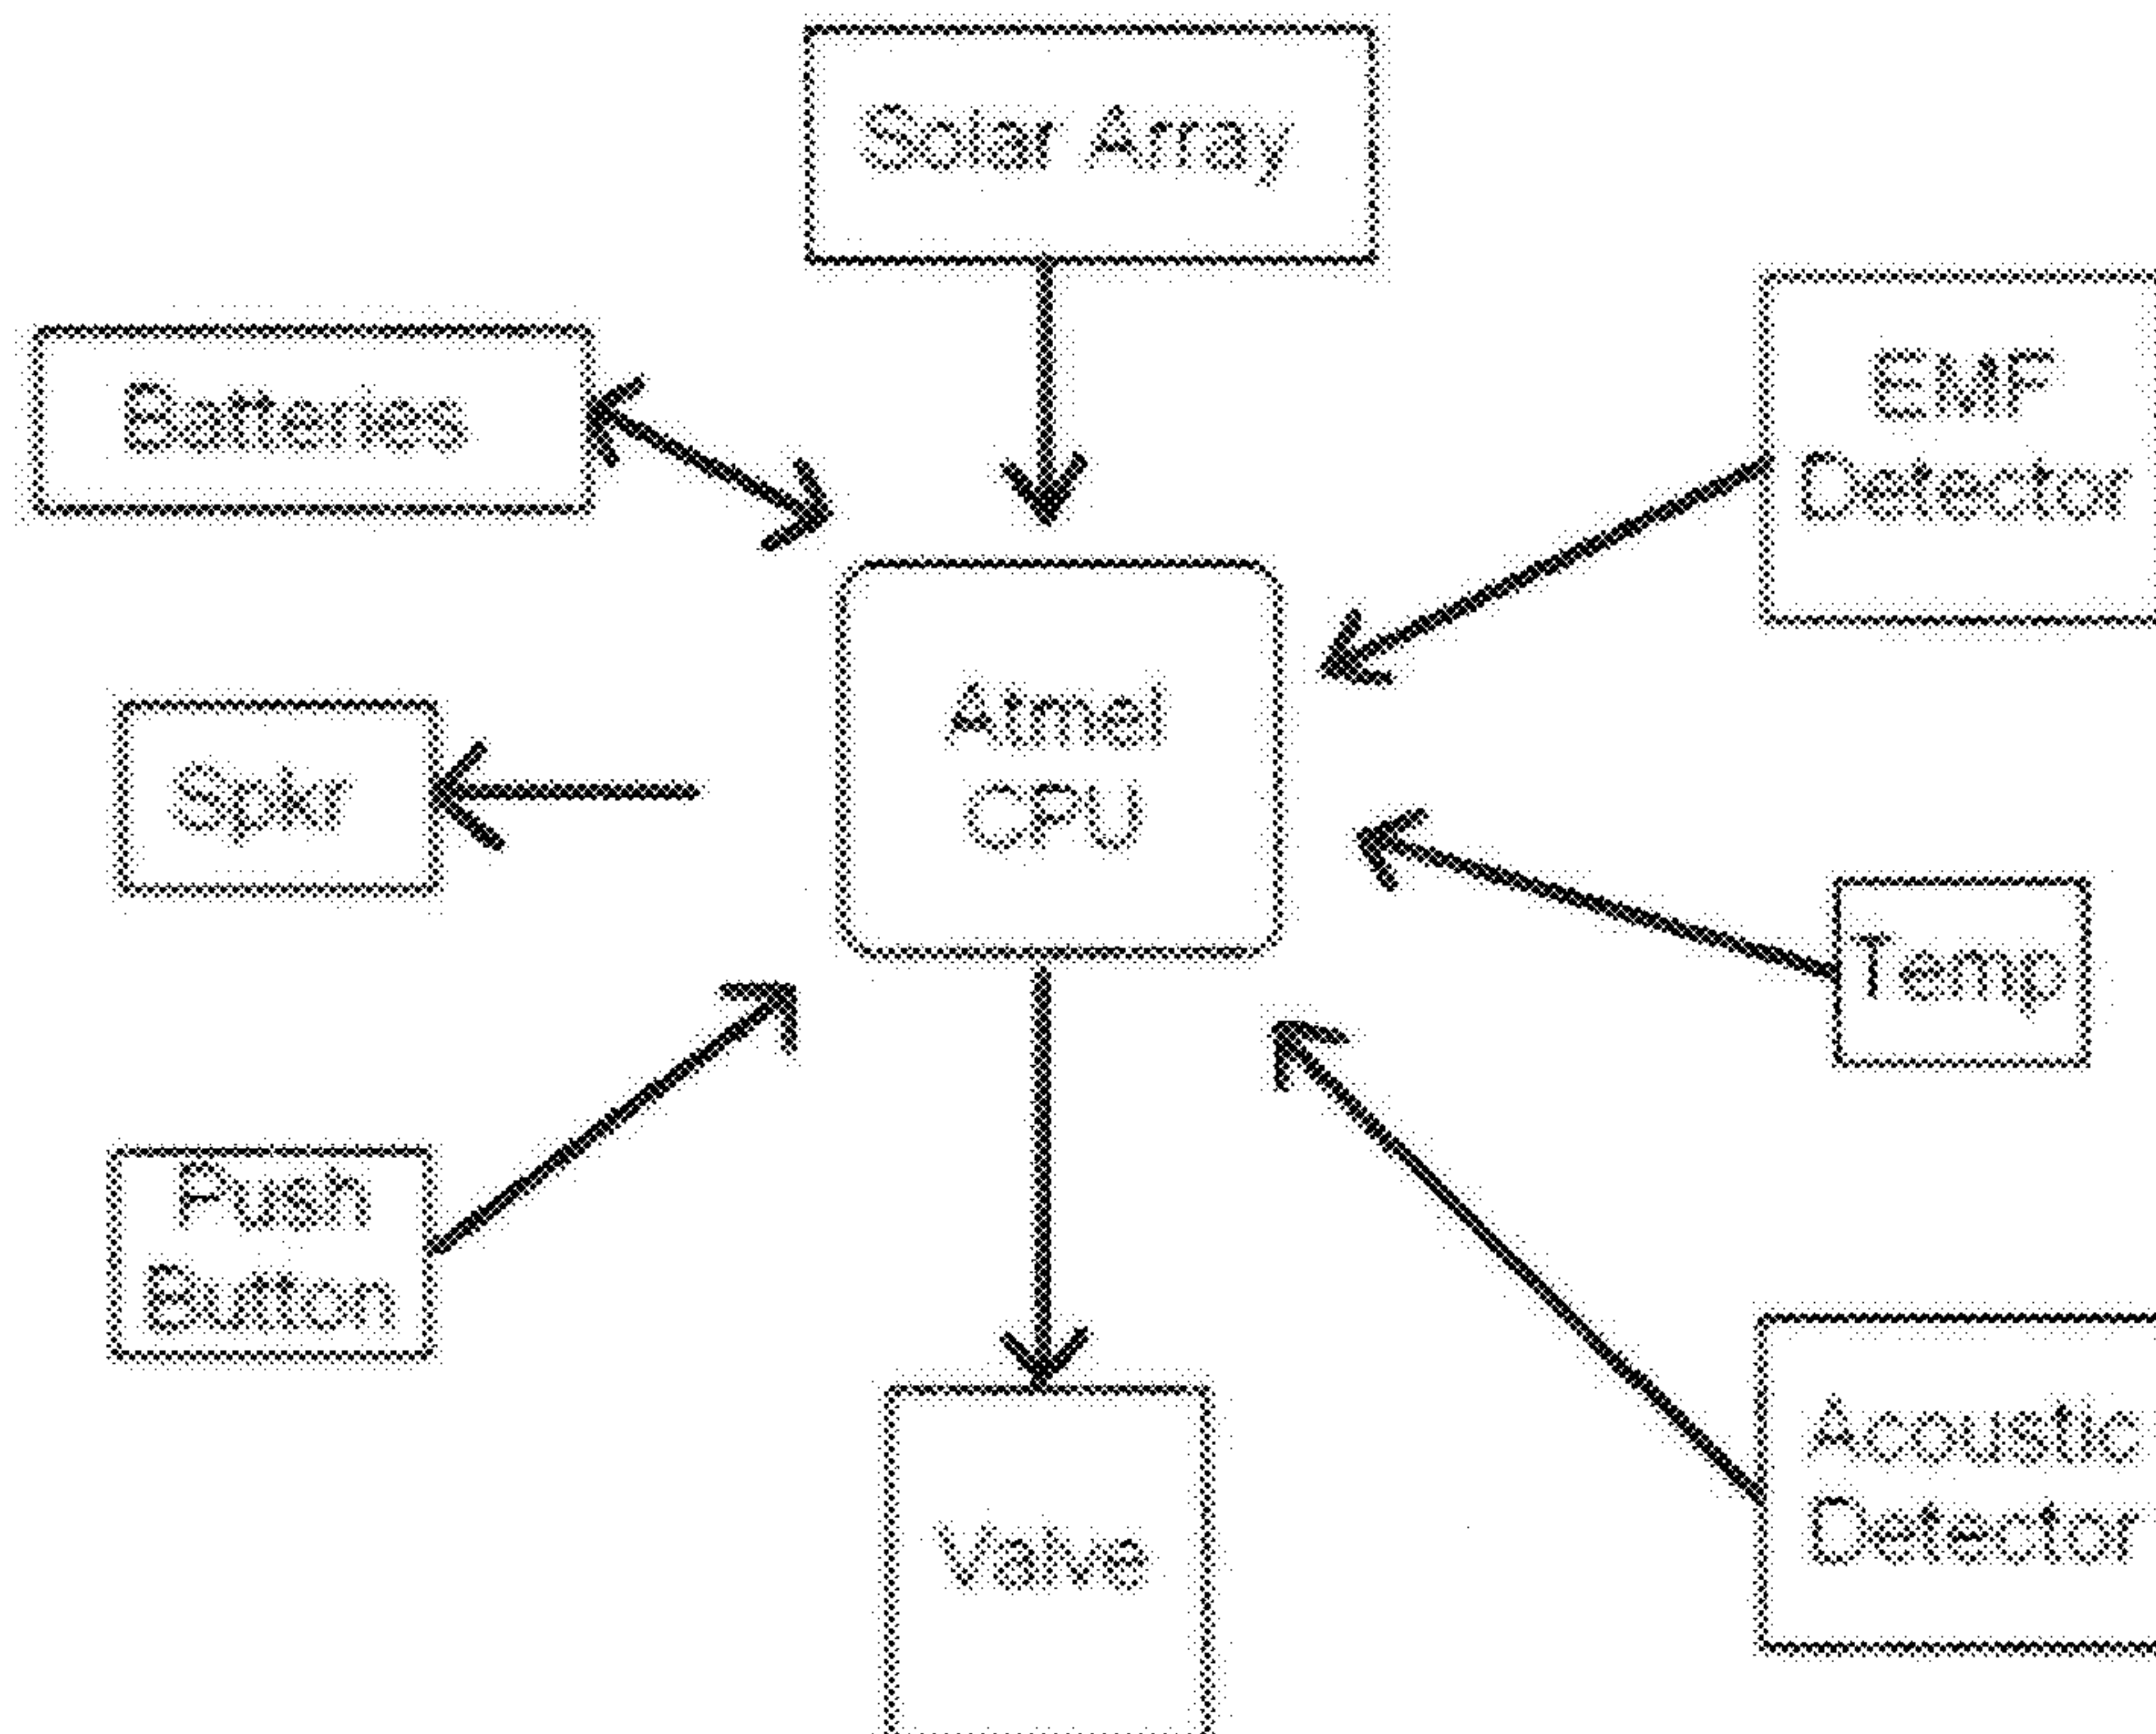 Solar Array
Batteries
EMF
Detector
Atmel
CPU
Spkr
Temp
Push
Button
Acoustic
Detector
Valve